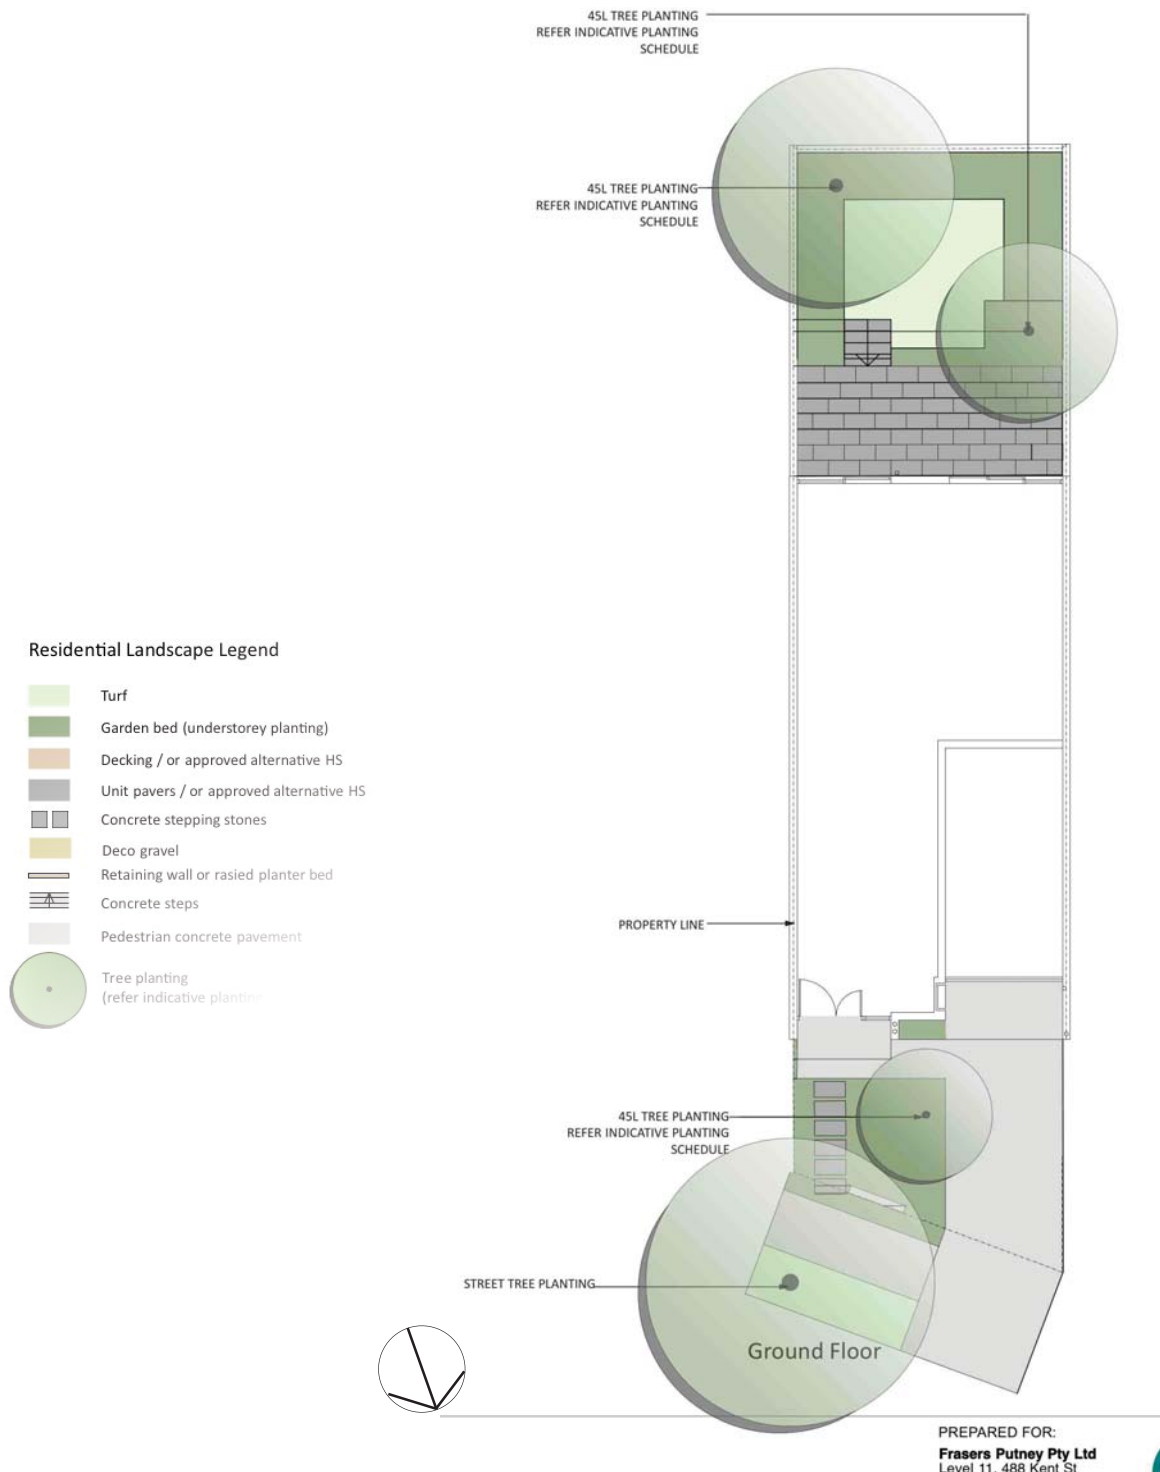 45L TREE PLANTING
REFER INDICATIVE PLANTING
SCHEDULE
45L TREE PLANTING
REFER INDICATIVE PLANTING
SCHEDULE
Residential Landscape Legend
Turf
Garden bed (understorey planting)
Decking / or approved alternative HS
Unit pavers / or approved alternative HS
Concrete stepping stones
Deco gravel
Retaining wall or rasied planter bed
Concrete steps
Pedestrian concrete pavement
Tree planting
(refer indicative planting
PROPERTY LINE
45L TREE PLANTING
REFER INDICATIVE PLANTING
SCHEDULE
STREET TREE PLANTING
Ground Floor
PREPARED FOR:
Frasers Putney Pty Ltd
Level 11, 488 Kent St